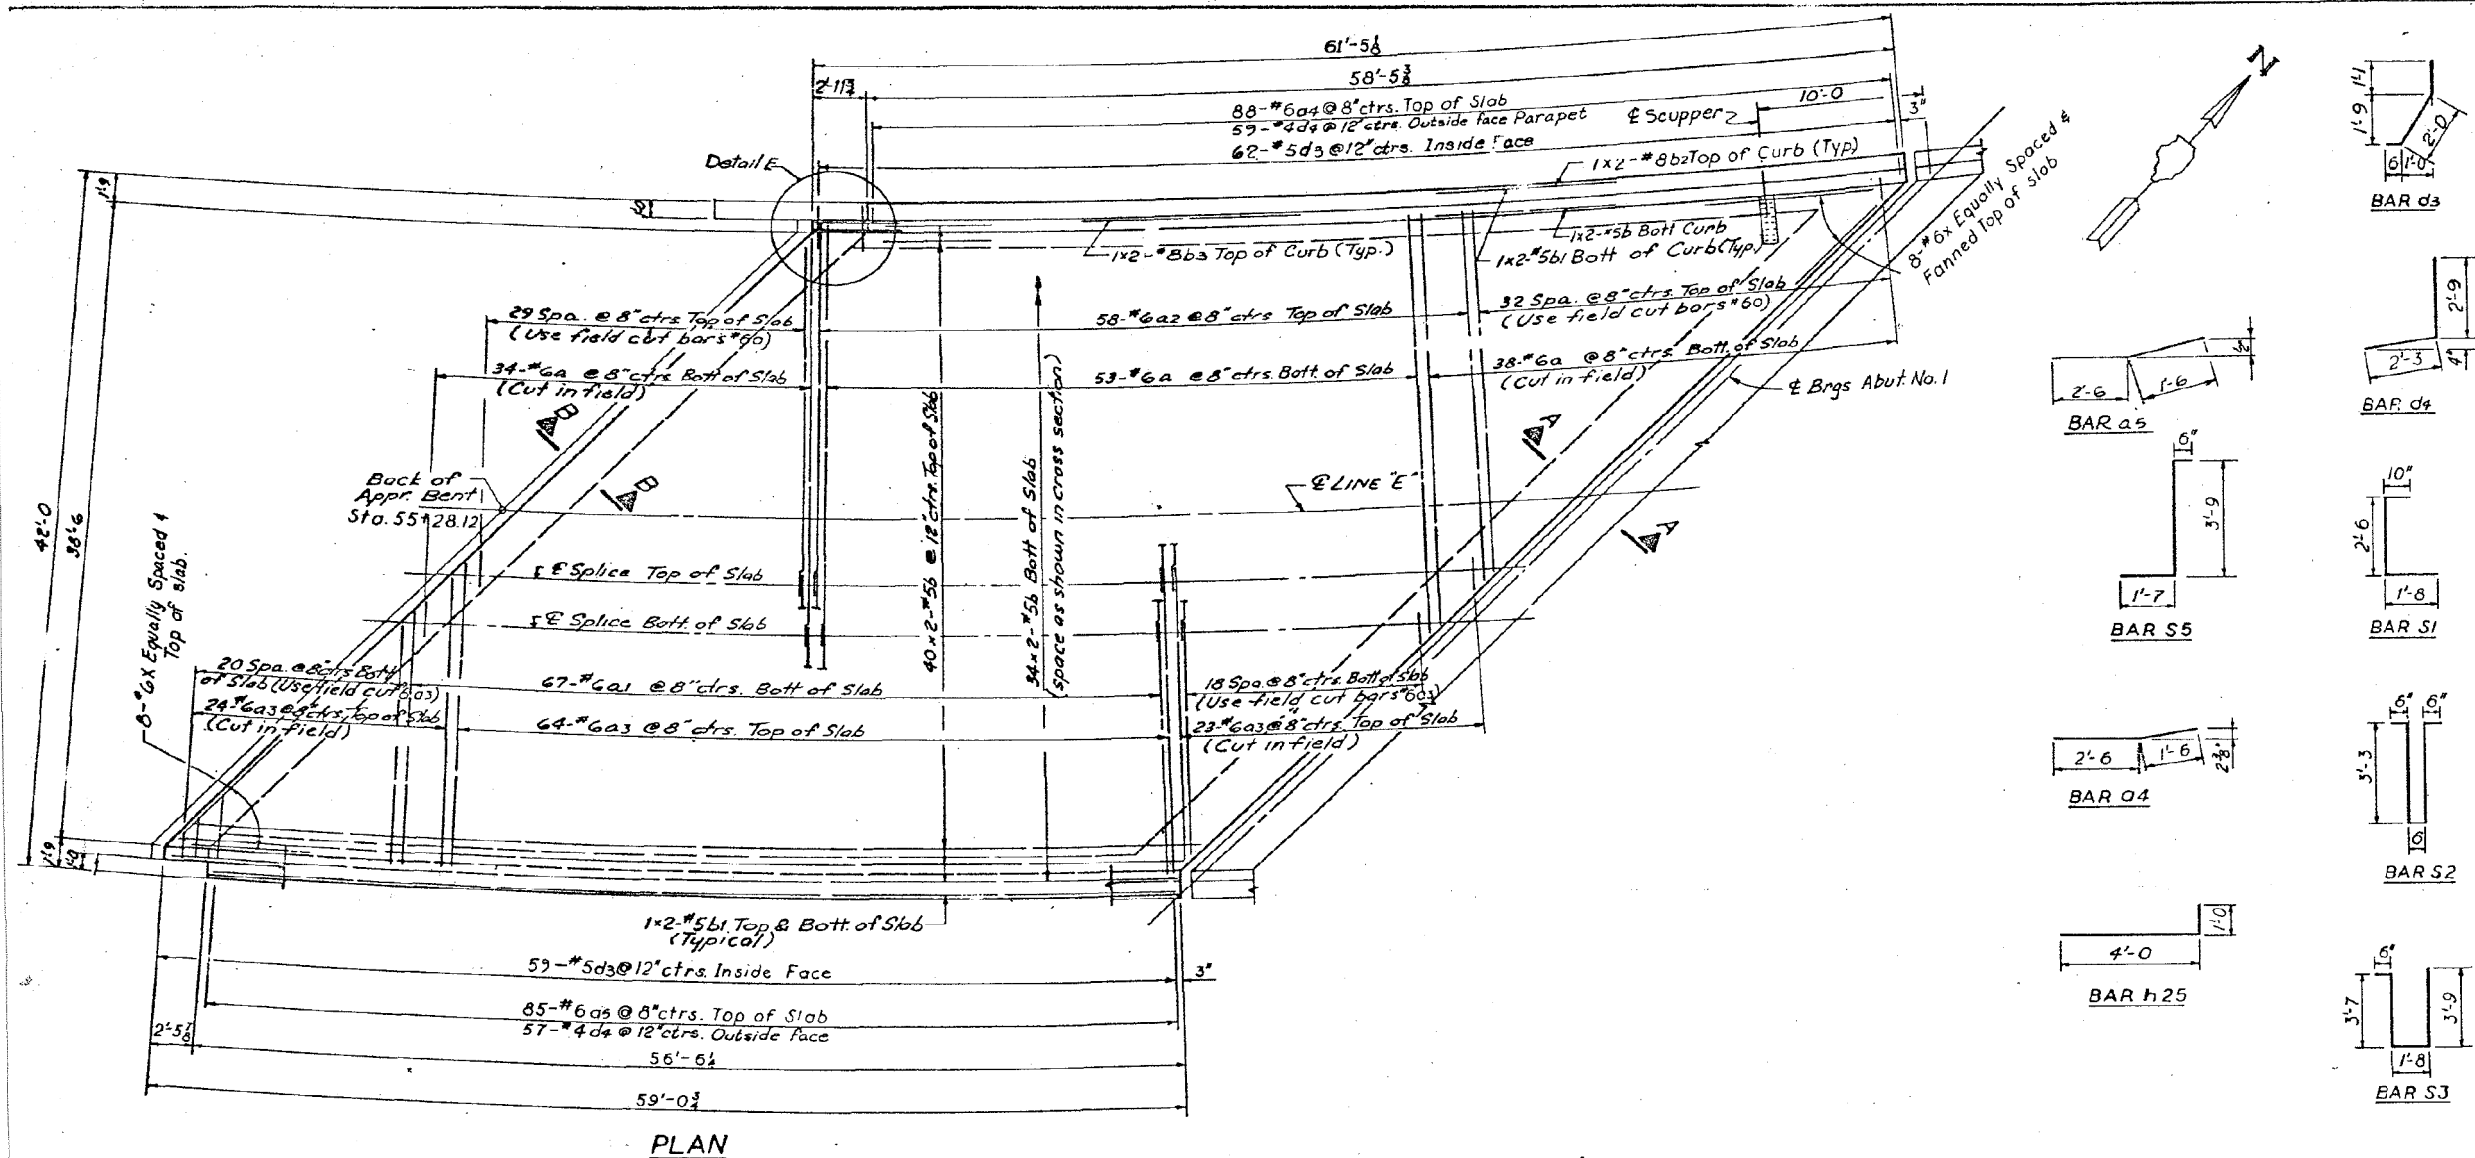 61'-5⅛
58'-5⅜
2'-11¾
88-#6a4 @ 8" ctrs. Top of Slab
59-#4d4 @ 12" ctrs. Outside face Parapet
62-#5d3 @ 12" ctrs. Inside Face
℄ Scupper
10'-0
3"
Detail E
1x2-#8b2 Top of Curb (Typ)
8-#6x Equally Spaced &
Fanned Top of slab
1x2-#8b3 Top of Curb (Typ.)
1x2-#5b Bott Curb
1x2-#5b1 Bott of Curb (Typ.)
1'-9
42'-0
38'-6
29 Spa. @ 8" ctrs Top of Slab
(Use field cut bars #60)
58-#6a2 @ 8" ctrs Top of Slab
32 Spa. @ 8" ctrs. Top of Slab
(Use field cut bars #60)
34-#6a @ 8" ctrs Bott of Slab
(Cut in field)
53-#6a @ 8" ctrs. Bott of Slab
38-#6a @ 8" ctrs. Bott. of Slab
(Cut in field)
℄ Brgs Abut. No. 1
B
B
A
A
Back of
Appr. Bent
Sta. 55+28.12
℄ LINE "E"
40x2-#5b @ 12" ctrs. Top of Slab
34x2-#5b Bott of Slab
(space as shown in cross section)
℄ Splice Top of Slab
℄ Splice Bott. of Slab
8-#6x Equally Spaced &
Top of slab.
20 Spa. @ 8" ctrs Bott
of Slab (Use field cut 6a3)
67-#6a1 @ 8" ctrs. Bott of Slab
18 Spa. @ 8" ctrs. Bott of Slab
(Use field cut bars #6a3)
24-#6a3 @ 8" ctrs, Top of Slab
(Cut in field)
64-#6a3 @ 8" ctrs. Top of Slab
23-#6a3 @ 8" ctrs. Top of Slab
(Cut in field)
1'-9
1'-0
1x2-#5b1 Top & Bott. of Slab
(Typical)
59-#5d3 @ 12" ctrs. Inside Face
3"
85-#6a5 @ 8" ctrs. Top of Slab
57-#4d4 @ 12" ctrs. Outside face
2'-5⅞
56'-6¼
59'-0¾
PLAN
N
1'-1
1'-9
2'-0
6
1'-0
BAR d3
2'-6
1'-6
BAR a5
2'-9
2'-3
4"
BAR d4
6"
3'-9
1'-7
BAR S5
10"
2'-6
1'-8
BAR S1
2'-6
1'-6
2⅜"
BAR a4
6"
6"
3'-3
6
BAR S2
1'-0
4'-0
BAR h25
6"
3'-7
3'-9
1'-8
BAR S3